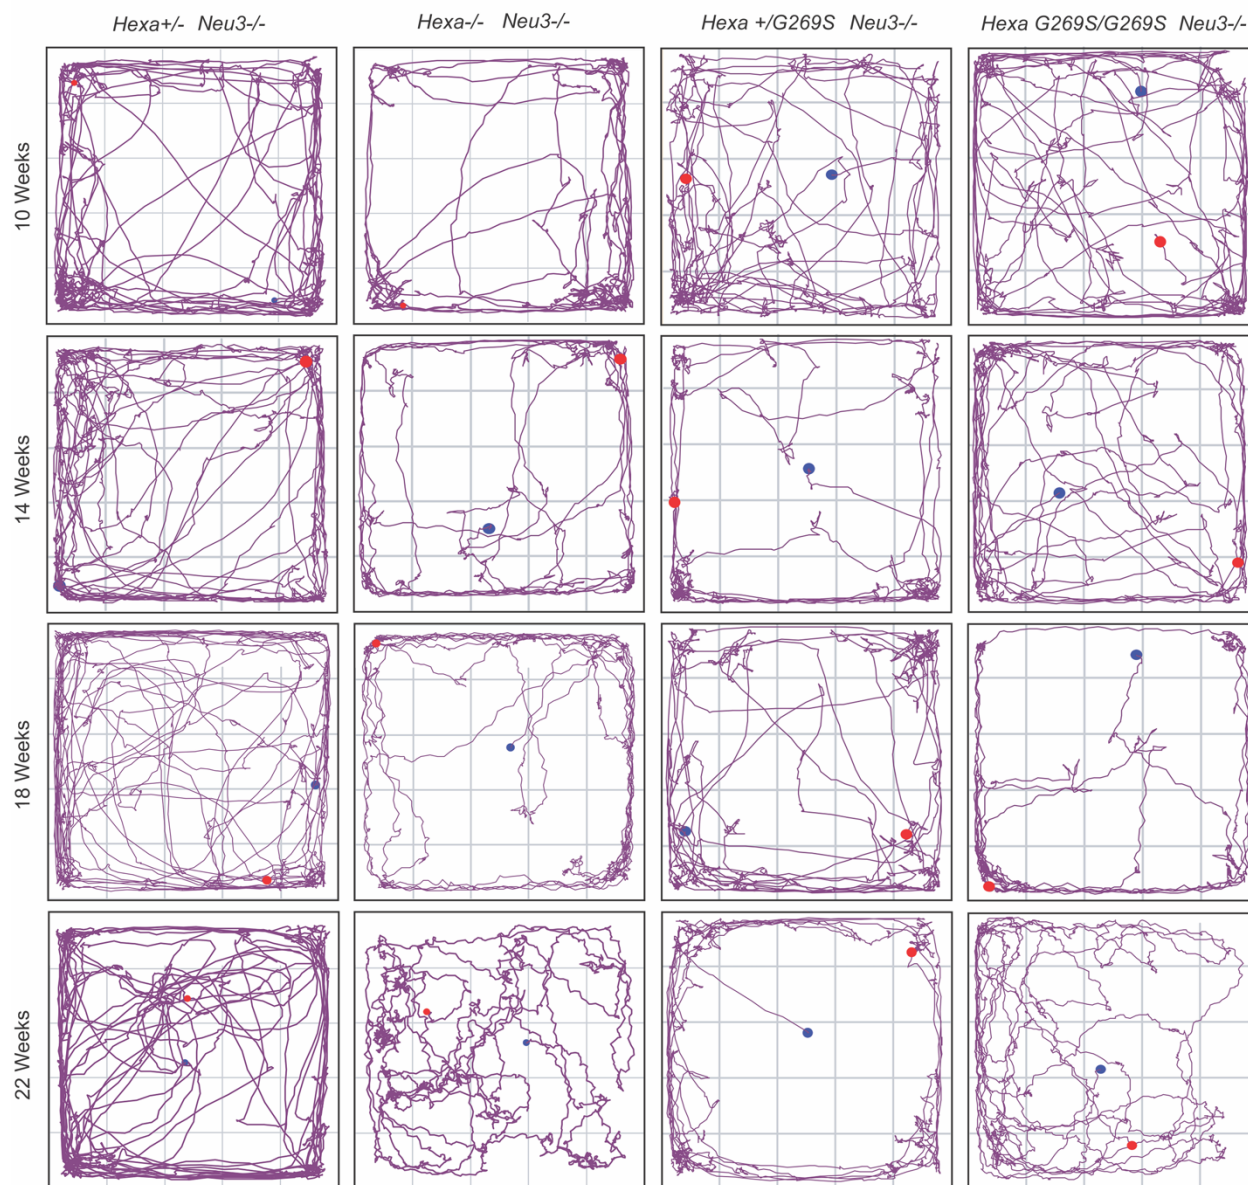 Hexa+/- Neu3-/- Hexa-/- Neu3-/- Hexa +/G269S Neu3-/- Hexa G269S/G269S Neu3-/-
10 Weeks
14 Weeks
18 Weeks
22 Weeks